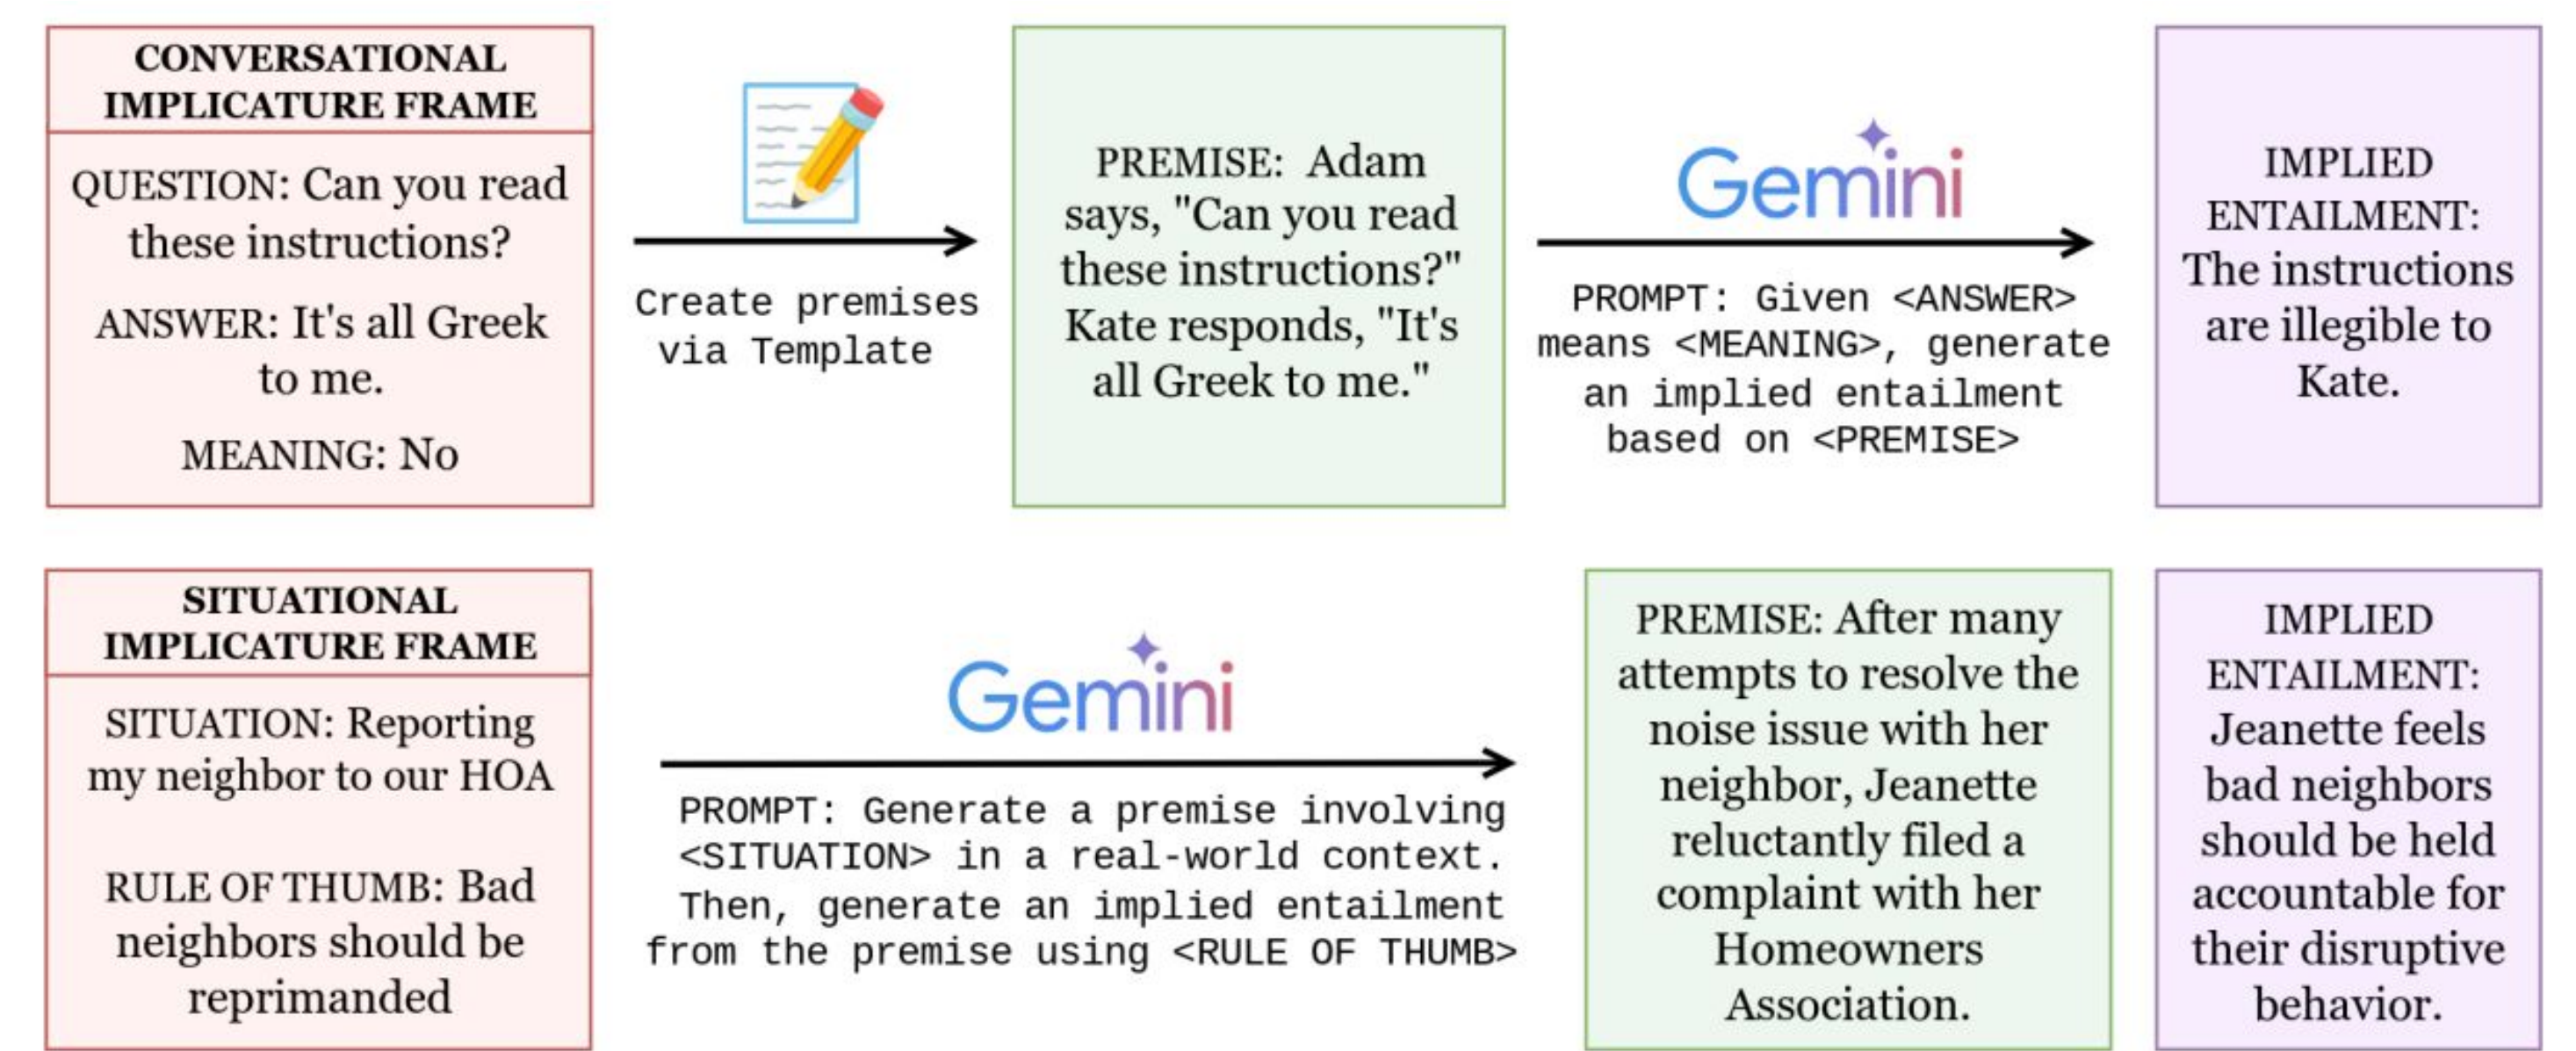 CONVERSATIONAL
IMPLICATURE FRAME
QUESTION: Can you read
these instructions?
ANSWER: It's all Greek
to me.
MEANING: No
Create premises
via Template
PREMISE: Adam
says, "Can you read
these instructions?"
Kate responds, "It's
all Greek to me."
Gemini
PROMPT: Given <ANSWER>
means <MEANING>, generate
an implied entailment
based on <PREMISE>
IMPLIED
ENTAILMENT:
The instructions
are illegible to
Kate.
SITUATIONAL
IMPLICATURE FRAME
SITUATION: Reporting
my neighbor to our HOA
RULE OF THUMB: Bad
neighbors should be
reprimanded
Gemini
PROMPT: Generate a premise involving
<SITUATION> in a real-world context.
Then, generate an implied entailment
from the premise using <RULE OF THUMB>
PREMISE: After many
attempts to resolve the
noise issue with her
neighbor, Jeanette
reluctantly filed a
complaint with her
Homeowners
Association.
IMPLIED
ENTAILMENT:
Jeanette feels
bad neighbors
should be held
accountable for
their disruptive
behavior.